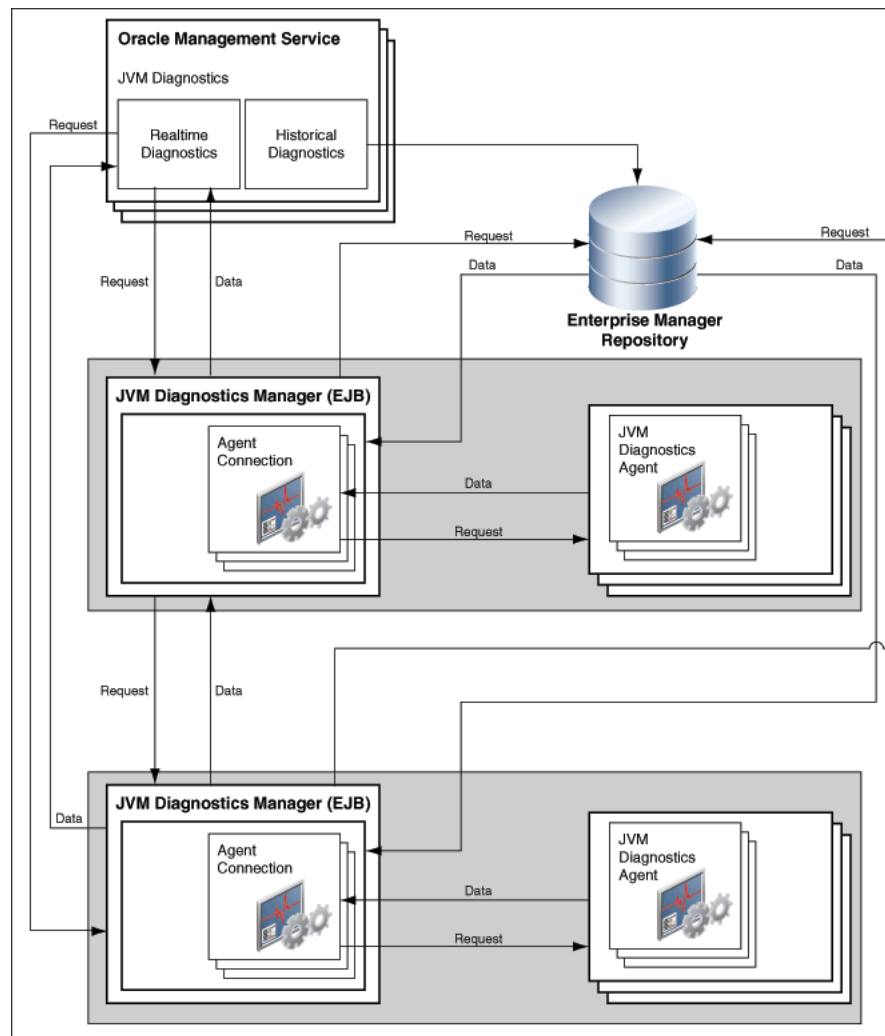 Oracle Management Service
JVM Diagnostics
Request
Realtime
Diagnostics
Historical
Diagnostics
Request
Request
Data
Data
Request
Data
Enterprise Manager
Repository
JVM Diagnostics Manager (EJB)
Agent
Connection
JVM
Diagnostics
Agent
Data
Request
Request
Data
JVM Diagnostics Manager (EJB)
Data
Agent
Connection
JVM
Diagnostics
Agent
Data
Request